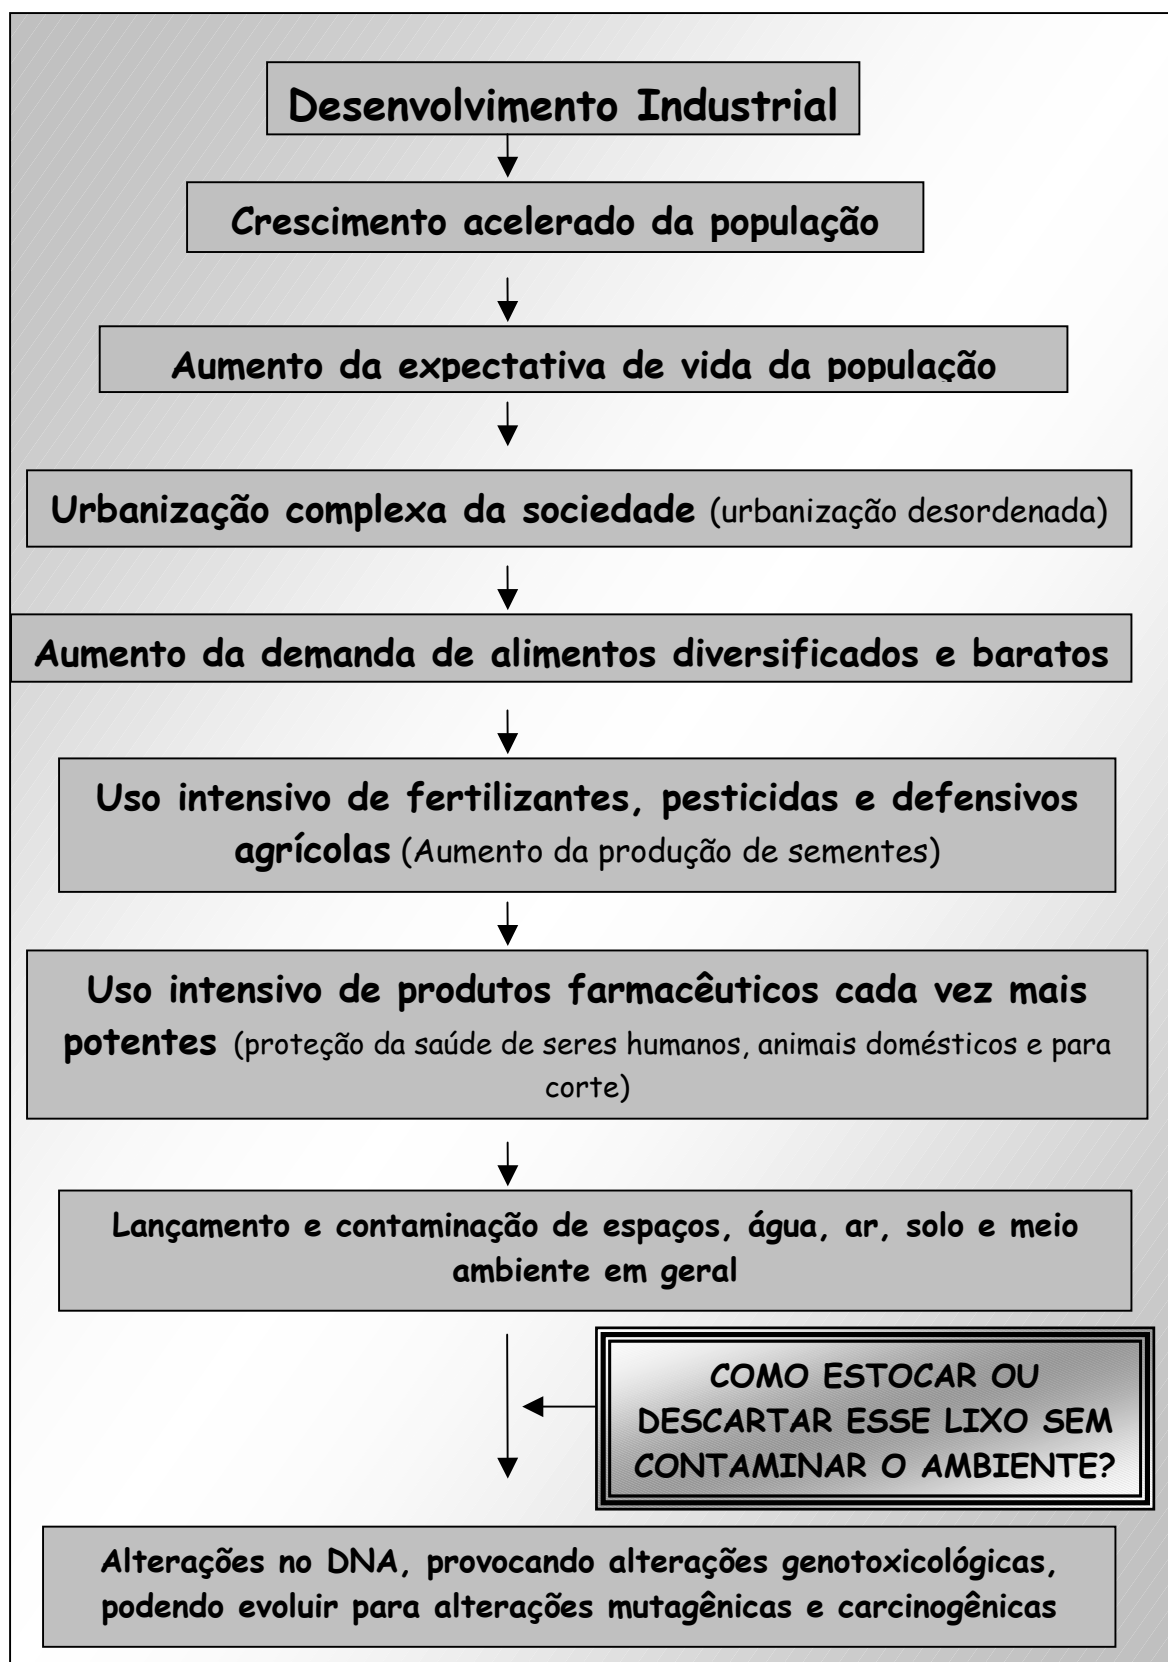 Desenvolvimento Industrial
Crescimento acelerado da população
Aumento da expectativa de vida da população
Urbanização complexa da sociedade (urbanização desordenada)
Aumento da demanda de alimentos diversificados e baratos
Uso intensivo de fertilizantes, pesticidas e defensivos
agrícolas (Aumento da produção de sementes)
Uso intensivo de produtos farmacêuticos cada vez mais
potentes (proteção da saúde de seres humanos, animais domésticos e para
corte)
Lançamento e contaminação de espaços, água, ar, solo e meio
ambiente em geral
COMO ESTOCAR OU
DESCARTAR ESSE LIXO SEM
CONTAMINAR O AMBIENTE?
Alterações no DNA, provocando alterações genotoxicológicas,
podendo evoluir para alterações mutagênicas e carcinogênicas